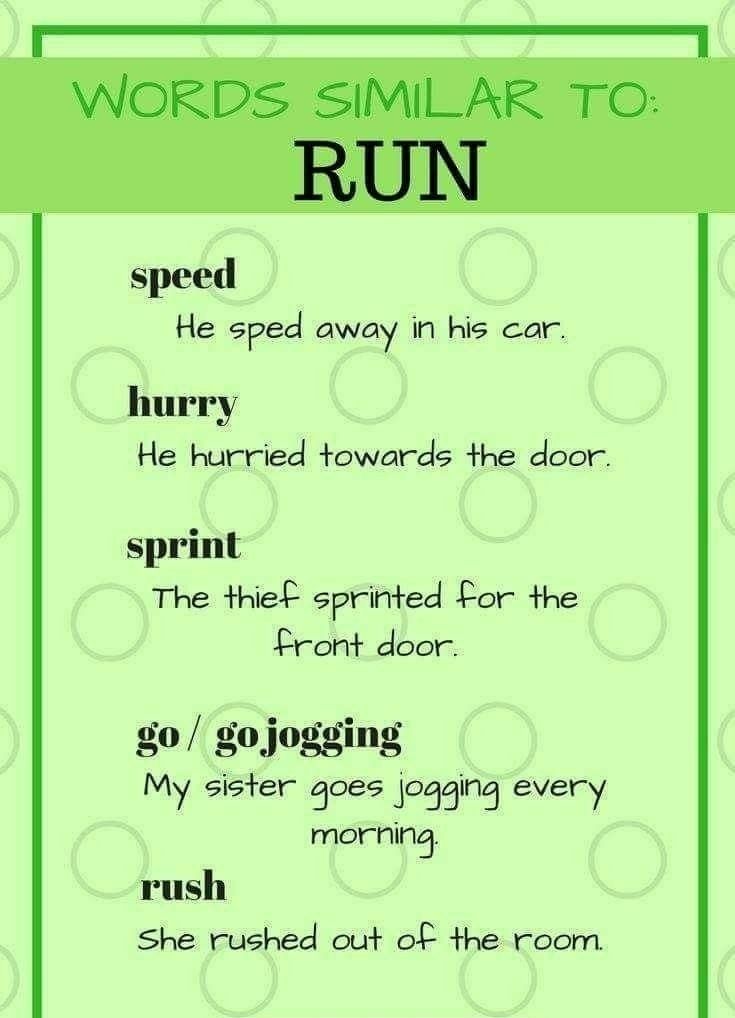 WORDS SIMILAR TO:
RUN
speed
He sped away in his car.
hurry
He hurried towards the door.
sprint
The thief sprinted for the
front door.
go / go jogging
My sister goes jogging every
morning.
rush
She rushed out of the room.